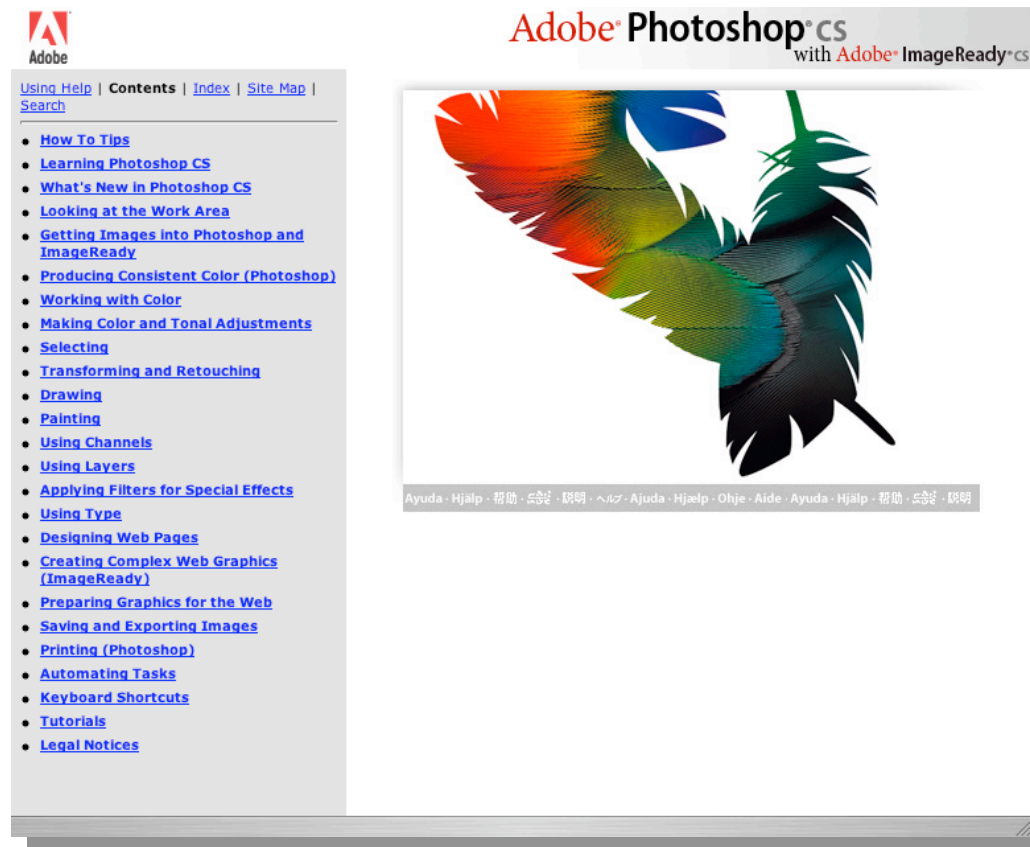 Adobe
Adobe® Photoshop® CS
with Adobe® ImageReady® CS
Using Help | Contents | Index | Site Map |
Search
How To Tips
Learning Photoshop CS
What's New in Photoshop CS
Looking at the Work Area
Getting Images into Photoshop and
ImageReady
Producing Consistent Color (Photoshop)
Working with Color
Making Color and Tonal Adjustments
Selecting
Transforming and Retouching
Drawing
Painting
Using Channels
Using Layers
Applying Filters for Special Effects
Using Type
Designing Web Pages
Creating Complex Web Graphics
(ImageReady)
Preparing Graphics for the Web
Saving and Exporting Images
Printing (Photoshop)
Automating Tasks
Keyboard Shortcuts
Tutorials
Legal Notices
Ayuda · Hjälp · 帮助 · 説明 · ヘルプ · Ajuda · Hjælp · Ohje · Aide · Ayuda · Hjälp · 帮助 · 説明